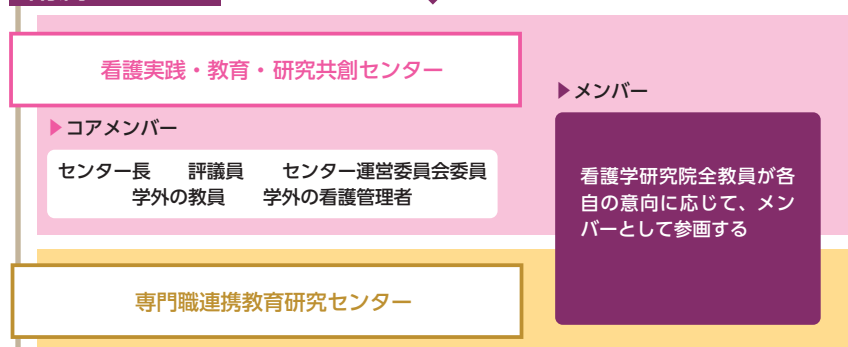 看護実践・教育・研究共創センター
▶コアメンバー
センター長　評議員　センター運営委員会委員
学外の教員　学外の看護管理者
▶メンバー
看護学研究院全教員が各
自の意向に応じて、メン
バーとして参画する
専門職連携教育研究センター